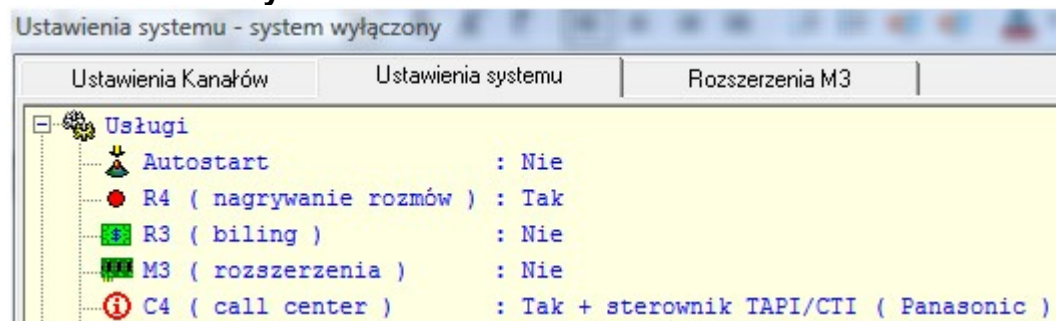 Ustawienia systemu - system wyłączony
Ustawienia Kanałów Ustawienia systemu Rozszerzenia M3
Usługi
Autostart : Nie
R4 ( nagrywanie rozmów ) : Tak
R3 ( biling ) : Nie
M3 ( rozszerzenia ) : Nie
C4 ( call center ) : Tak + sterownik TAPI/CTI ( Panasonic )